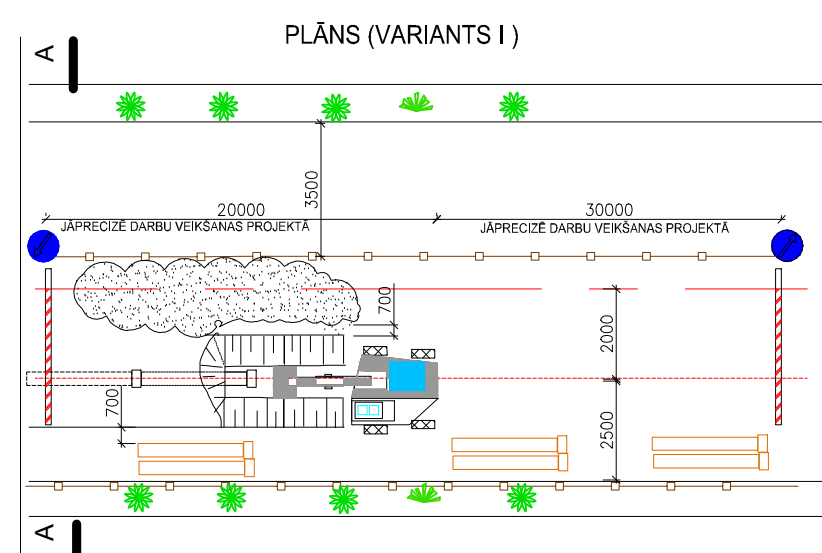 PLĀNS (VARIANTS I )
A
3500
20000
30000
JĀPRECIZĒ DARBU VEIKŠANAS PROJEKTĀ
JĀPRECIZĒ DARBU VEIKŠANAS PROJEKTĀ
700
2000
700
2500
A